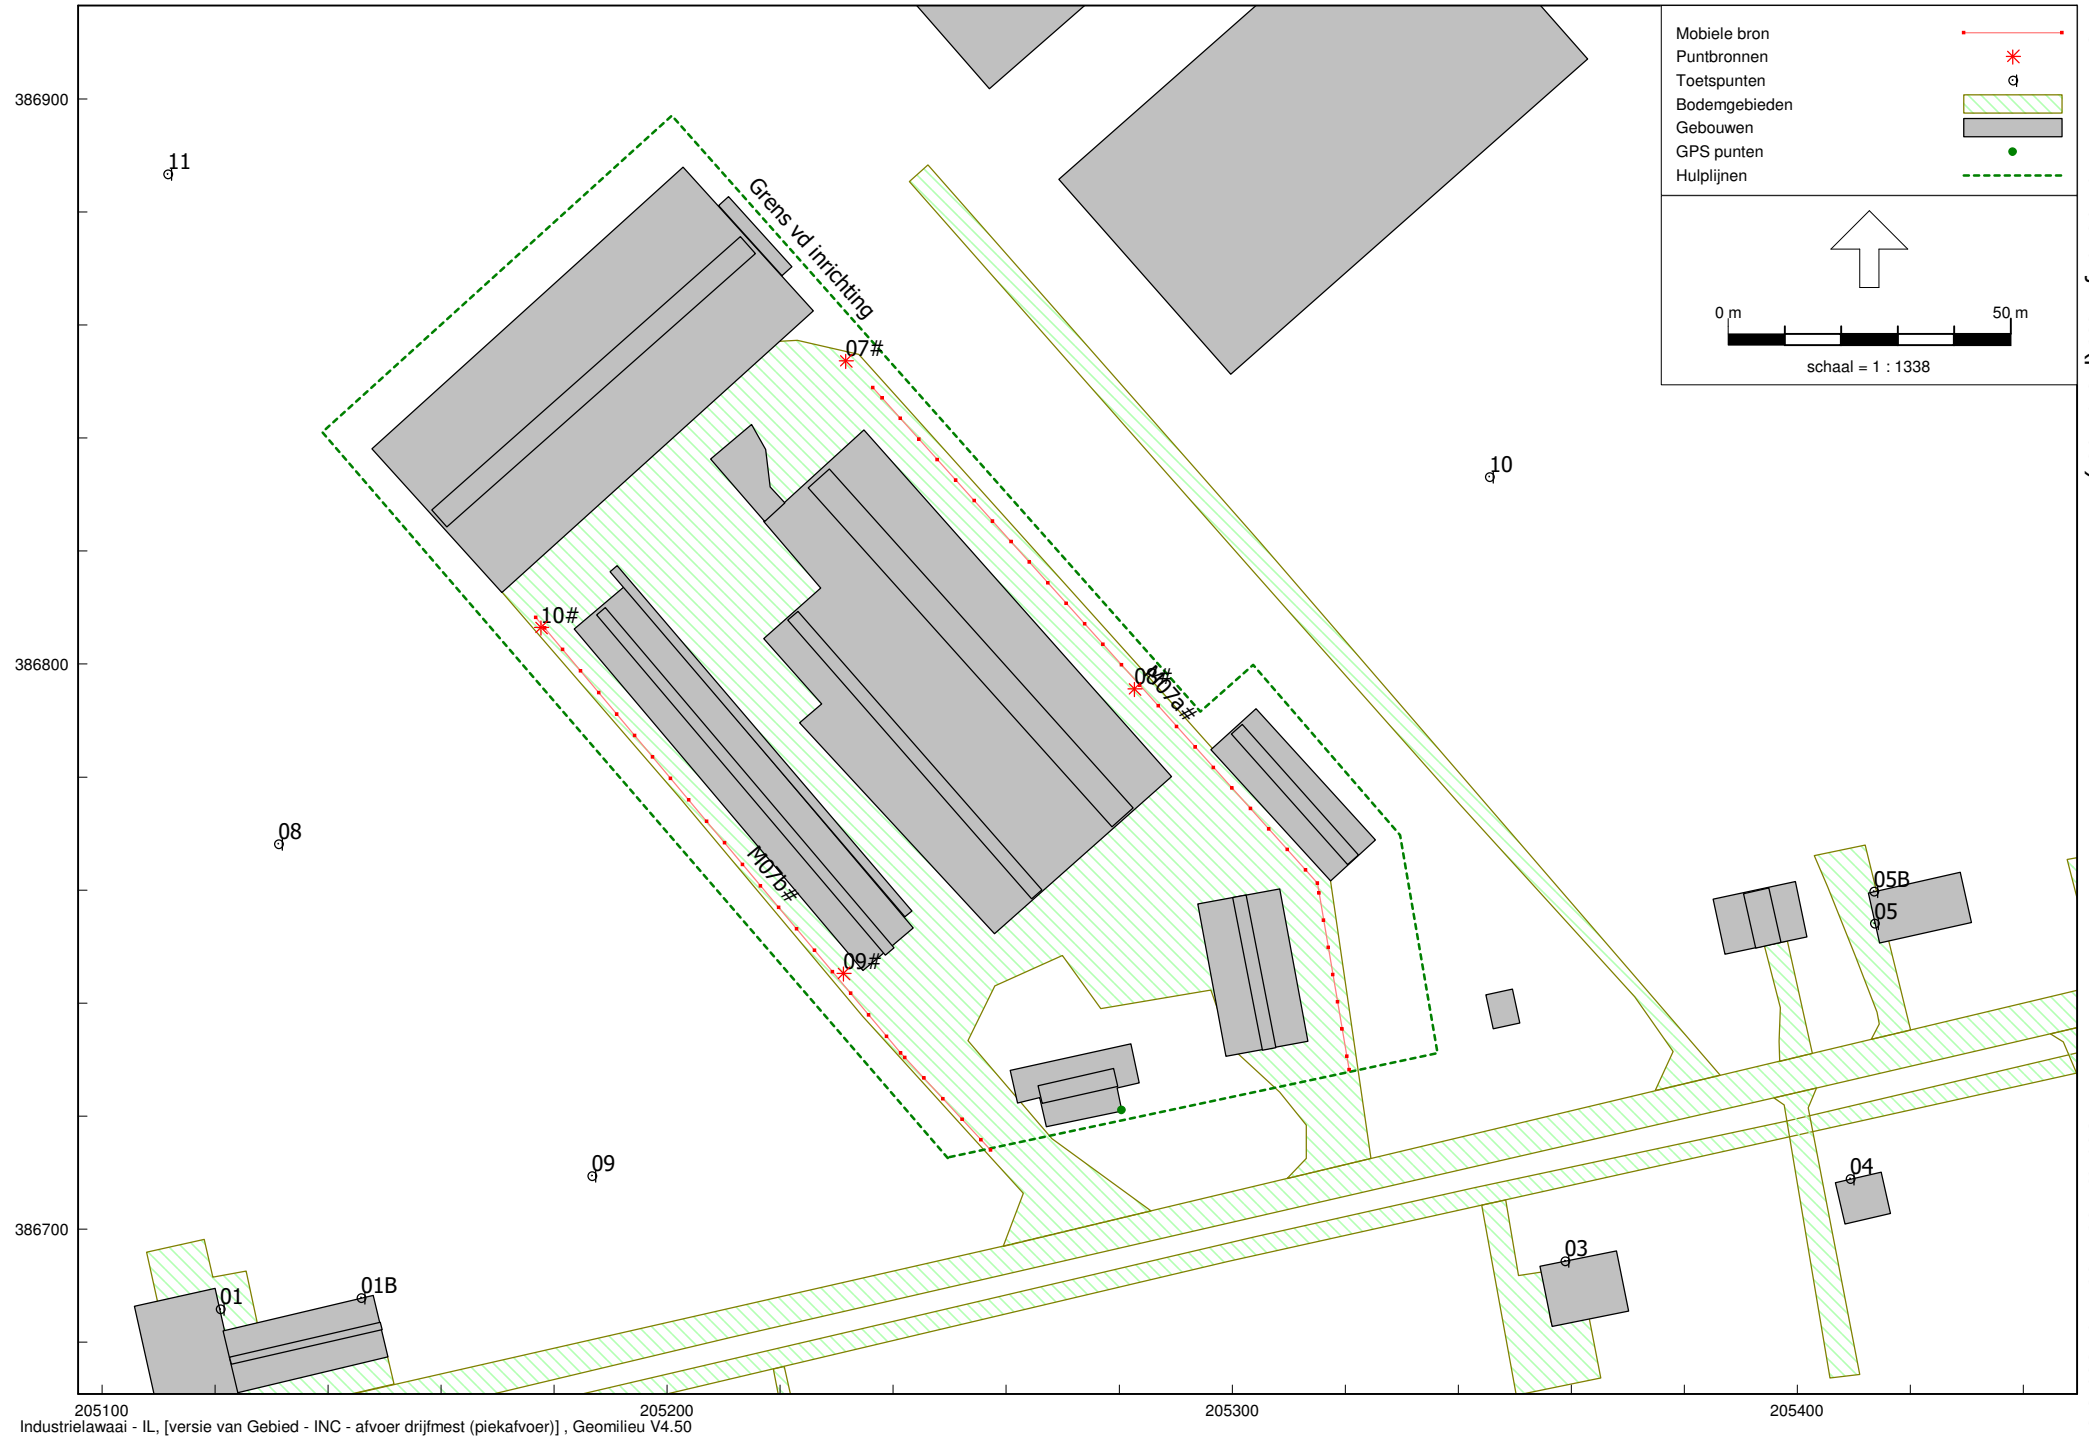 Mobiele bron
Puntbronnen
Toetspunten
Bodemgebieden
Gebouwen
GPS punten
Hulplijnen
0 m
50 m
schaal = 1 : 1338
386900
386800
386700
11
Grens vd inrichting
07#
10
10#
08#
M07a#
08
M07b#
05B
05
09#
09
04
03
01B
01
205100
205200
205300
205400
Industrielawaai - IL, [versie van Gebied - INC - afvoer drijfmest (piekafvoer)] , Geomilieu V4.50